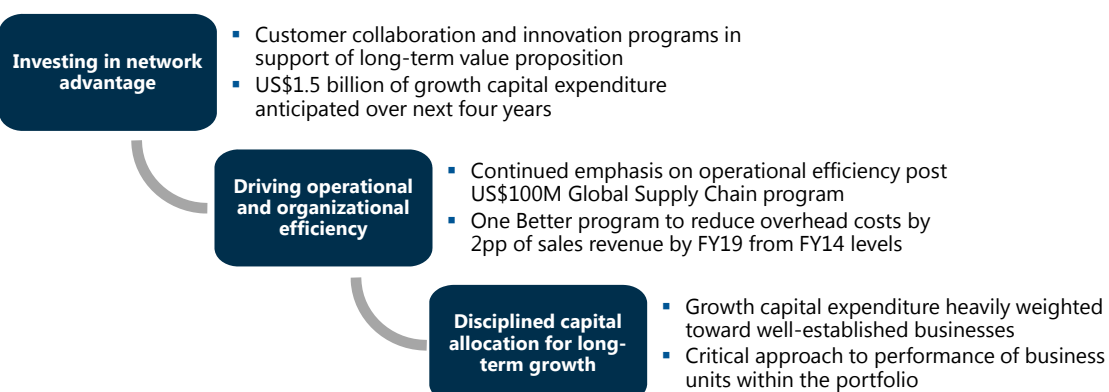 Investing in network
advantage
▪ Customer collaboration and innovation programs in
support of long-term value proposition
▪ US$1.5 billion of growth capital expenditure
anticipated over next four years
Driving operational
and organizational
efficiency
▪ Continued emphasis on operational efficiency post
US$100M Global Supply Chain program
▪ One Better program to reduce overhead costs by
2pp of sales revenue by FY19 from FY14 levels
Disciplined capital
allocation for long-
term growth
▪ Growth capital expenditure heavily weighted
toward well-established businesses
▪ Critical approach to performance of business
units within the portfolio